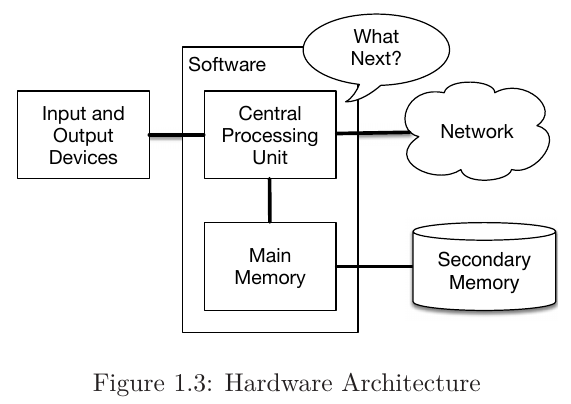 What
Next?
Software
Input and
Output
Devices
Central
Processing
Unit
Network
Main
Memory
Secondary
Memory
Figure 1.3: Hardware Architecture